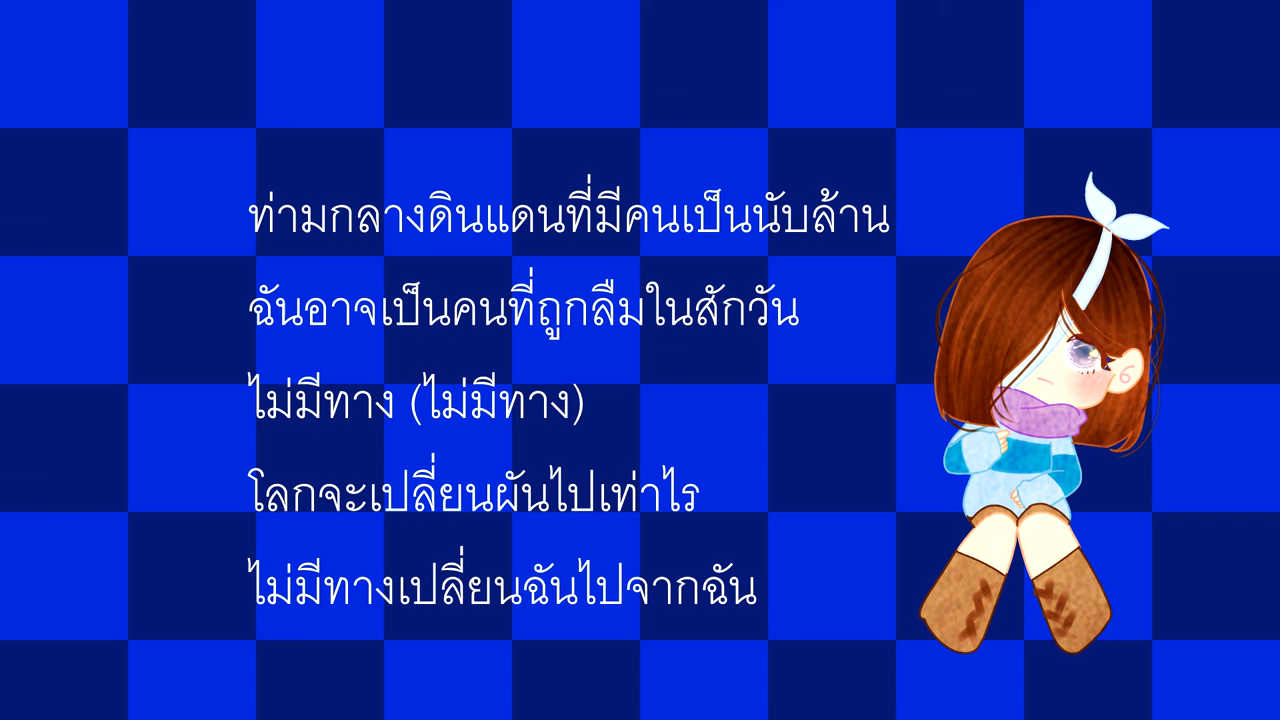 ท่ามกลางดินแดนที่มีคนเป็นนับล้าน
ฉันอาจเป็นคนที่ถูกลืมในสักวัน
ไม่มีทาง (ไม่มีทาง)
โลกจะเปลี่ยนผันไปเท่าไร
ไม่มีทางเปลี่ยนฉันไปจากฉัน